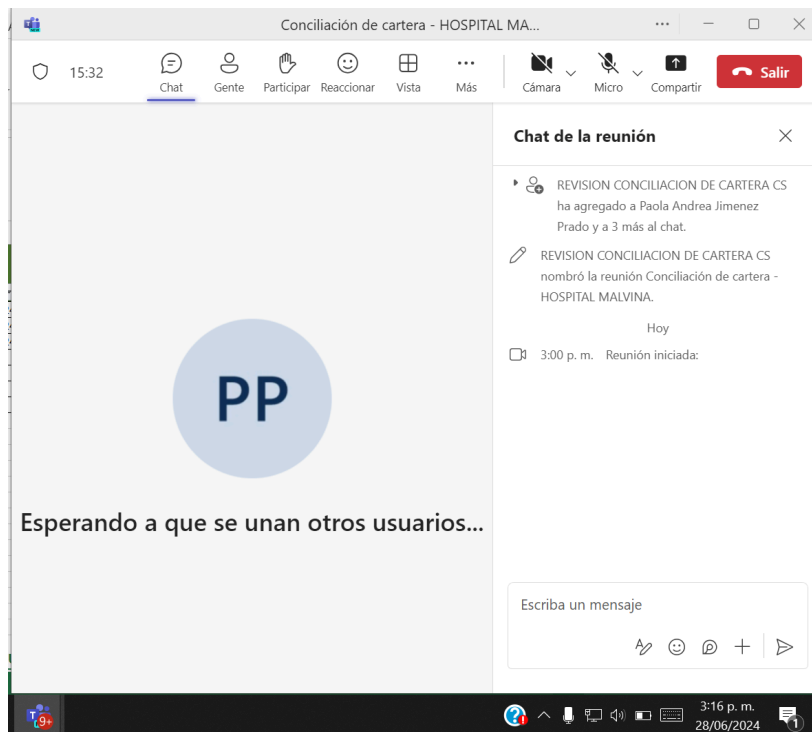 Conciliación de cartera - HOSPITAL MA...
15:32
Chat
Gente
Participar
Reaccionar
Vista
Más
Cámara
Micro
Compartir
Salir
Chat de la reunión
REVISION CONCILIACION DE CARTERA CS
ha agregado a Paola Andrea Jimenez
Prado y a 3 más al chat.
REVISION CONCILIACION DE CARTERA CS
nombró la reunión Conciliación de cartera -
HOSPITAL MALVINA.
Hoy
3:00 p. m. Reunión iniciada:
PP
Esperando a que se unan otros usuarios...
Escriba un mensaje
9+
3:16 p. m.
28/06/2024
1